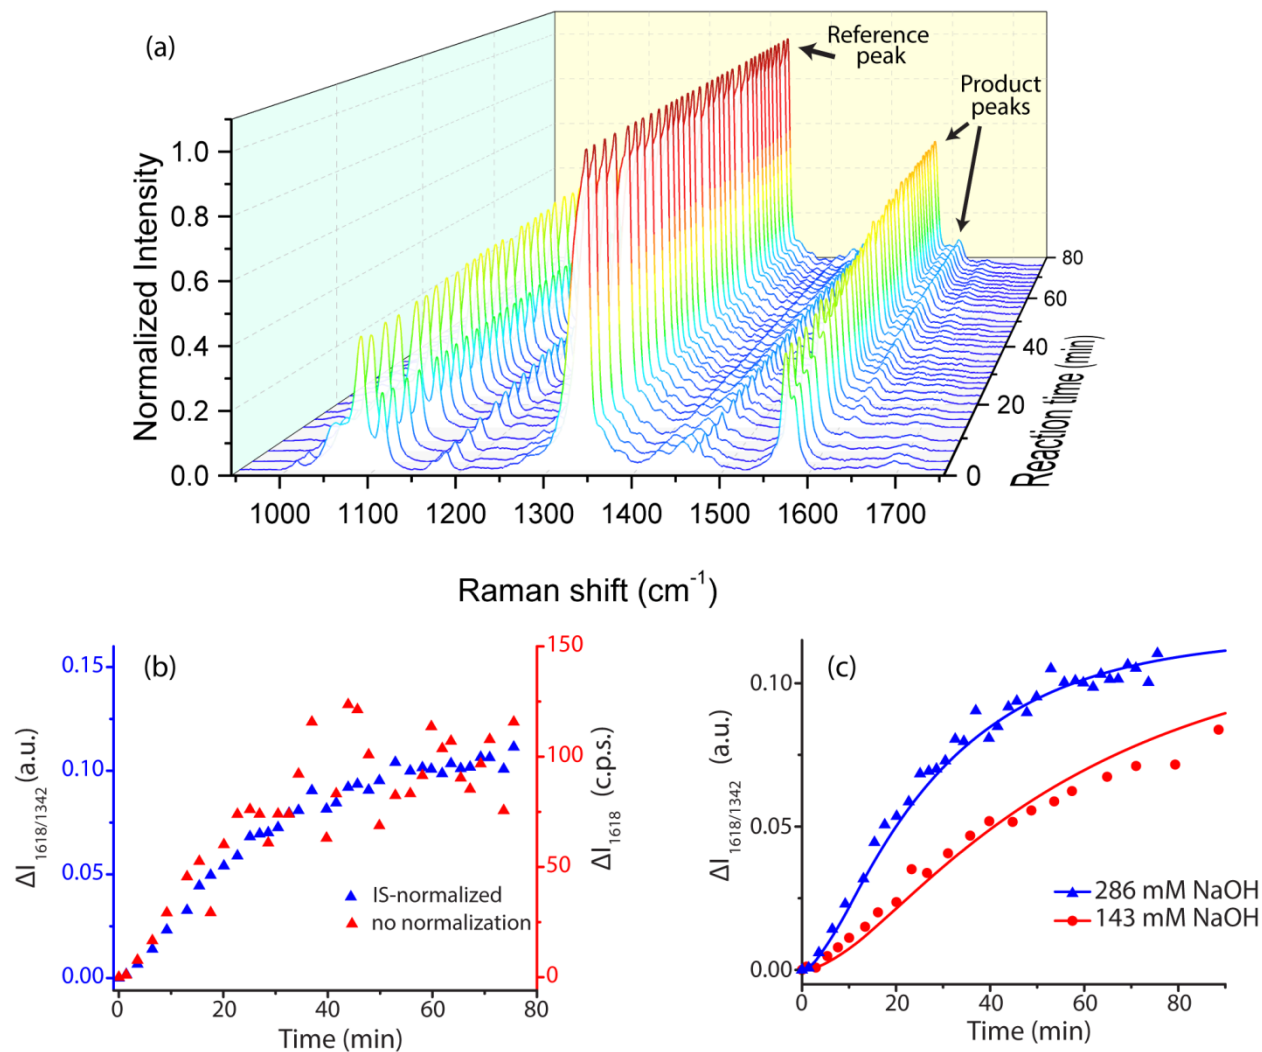 (a)
Reference
peak
Product
peaks
Normalized Intensity
1.0
0.8
0.6
0.4
0.2
0.0
1000 1100 1200 1300 1400 1500 1600 1700
0
20
40
60
80
Reaction time (min)
Raman shift (cm⁻¹)
(b)
ΔI₁₆₁₈/₁₃₄₂ (a.u.)
0.15
0.10
0.05
0.00
150
100
50
0
ΔI₁₆₁₈ (c.p.s.)
IS-normalized
no normalization
0 20 40 60 80
Time (min)
(c)
ΔI₁₆₁₈/₁₃₄₂ (a.u.)
0.10
0.05
0.00
286 mM NaOH
143 mM NaOH
0 20 40 60 80
Time (min)